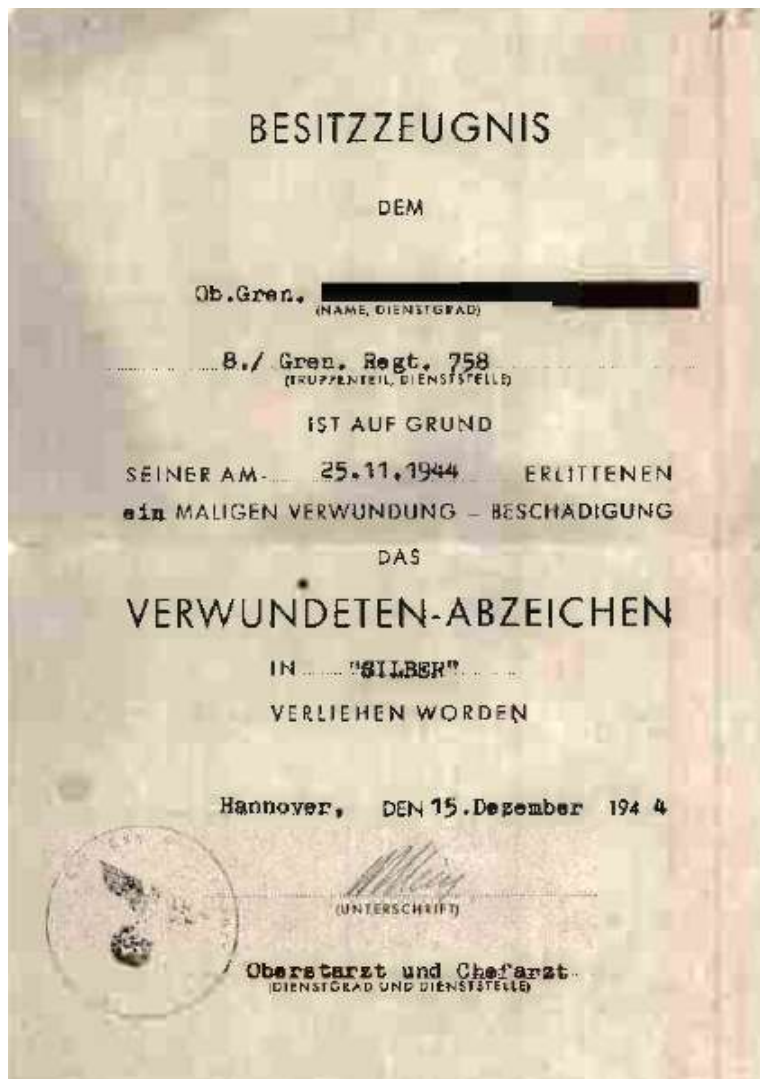 BESITZZEUGNIS
DEM
Ob.Gren.
(NAME, DIENSTGRAD)
8./ Gren. Regt. 758
(TRUPPENTEIL, DIENSTSTELLE)
IST AUF GRUND
SEINER AM 25.11.1944 ERLITTENEN
ein MALIGEN VERWUNDUNG – BESCHÄDIGUNG
DAS
VERWUNDETEN-ABZEICHEN
IN "SILBER"
VERLIEHEN WORDEN
Hannover, DEN 15.Dezember 1944
(UNTERSCHRIFT)
Oberstarzt und Chefarzt
(DIENSTGRAD UND DIENSTSTELLE)